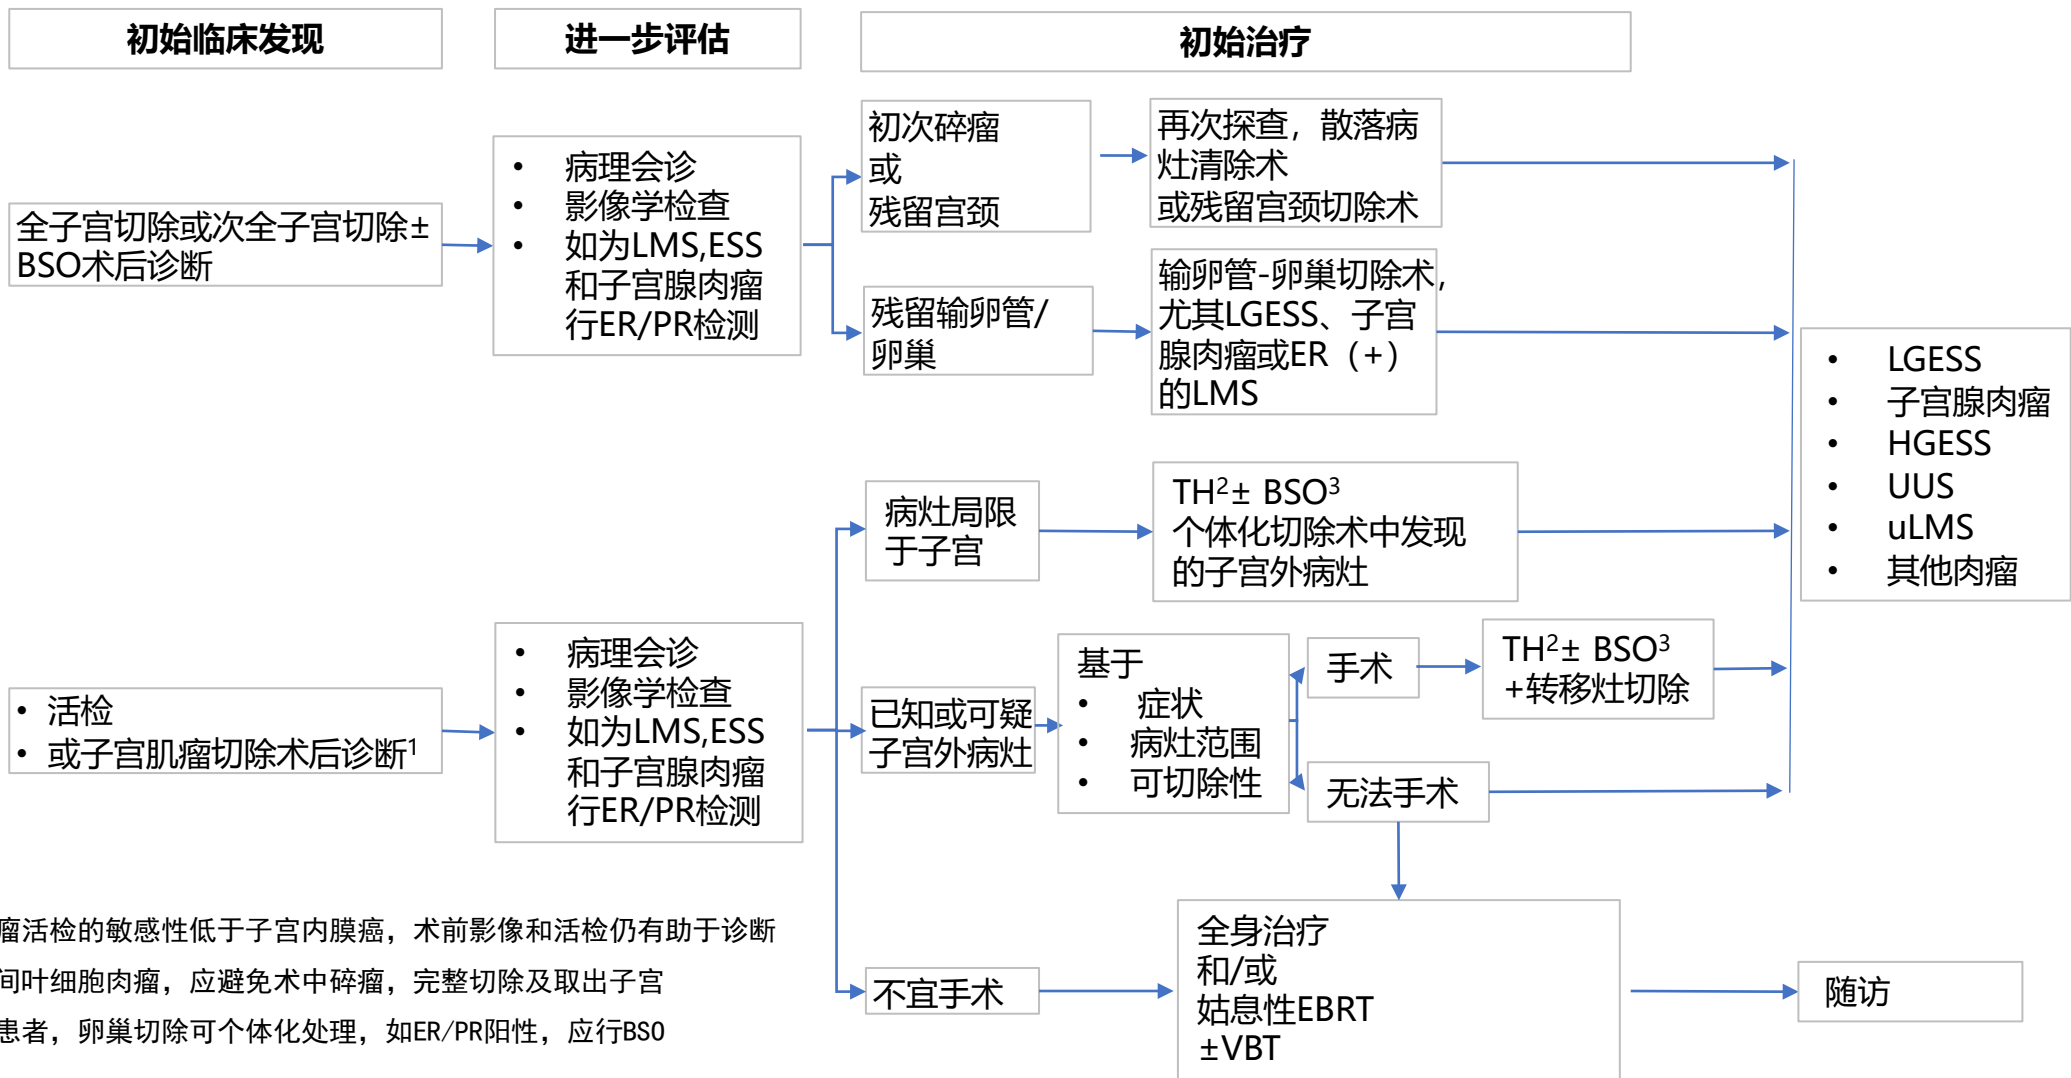 初始临床发现
进一步评估
初始治疗
全子宫切除或次全子宫切除±
BSO术后诊断
• 病理会诊
• 影像学检查
• 如为LMS,ESS
和子宫腺肉瘤
行ER/PR检测
初次碎瘤
或
残留宫颈
再次探查，散落病
灶清除术
或残留宫颈切除术
残留输卵管/
卵巢
输卵管-卵巢切除术，
尤其LGESS、子宫
腺肉瘤或ER（+）
的LMS
• LGESS
• 子宫腺肉瘤
• HGESS
• UUS
• uLMS
• 其他肉瘤
• 活检
• 或子宫肌瘤切除术后诊断¹
• 病理会诊
• 影像学检查
• 如为LMS,ESS
和子宫腺肉瘤
行ER/PR检测
病灶局限
于子宫
TH²± BSO³
个体化切除术中发现
的子宫外病灶
已知或可疑
子宫外病灶
基于
• 症状
• 病灶范围
• 可切除性
手术
TH²± BSO³
+转移灶切除
无法手术
不宜手术
全身治疗
和/或
姑息性EBRT
±VBT
随访
瘤活检的敏感性低于子宫内膜癌，术前影像和活检仍有助于诊断
间叶细胞肉瘤，应避免术中碎瘤，完整切除及取出子宫
患者，卵巢切除可个体化处理，如ER/PR阳性，应行BSO